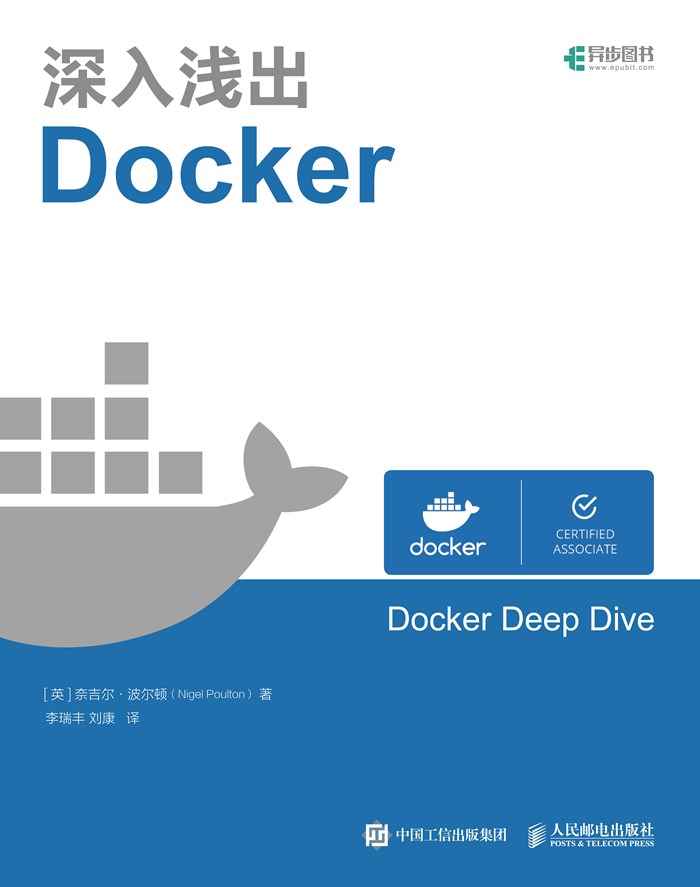 深入浅出
Docker
异步图书
www.epubit.com
docker
CERTIFIED
ASSOCIATE
Docker Deep Dive
[ 英 ] 奈吉尔 · 波尔顿（Nigel Poulton）著
李瑞丰 刘康 译
中国工信出版集团
人民邮电出版社
POSTS & TELECOM PRESS